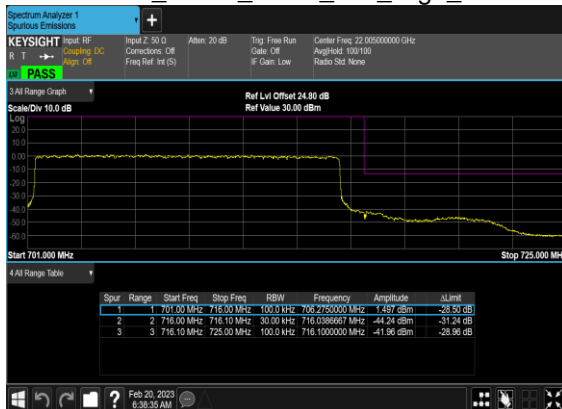 Spectrum Analyzer 1
Spurious Emissions
KEYSIGHT Input: RF Input Z: 50 Ω Atten: 20 dB Trig: Free Run Center Freq: 22.005000000 GHz
R T Coupling: DC Corrections: Off Gate: Off Avg|Hold: 100/100
Align: Off Freq Ref: Int (S) IF Gain: Low Radio Std: None
PASS
3 All Range Graph
Ref Lvl Offset 24.80 dB
Scale/Div 10.0 dB Ref Value 30.00 dBm
Log
20.0
10.0
0.00
-10.0
-20.0
-30.0
-40.0
-50.0
-60.0
Start 701.000 MHz Stop 725.000 MH
4 All Range Table
Spur Range Start Freq Stop Freq RBW Frequency Amplitude ΔLimit
1 1 701.00 MHz 716.00 MHz 100.0 kHz 706.2750000 MHz 1.497 dBm -28.50 dB
2 2 716.00 MHz 716.10 MHz 30.00 kHz 716.0386667 MHz -44.24 dBm -31.24 dB
3 3 716.10 MHz 725.00 MHz 100.0 kHz 716.1000000 MHz -41.96 dBm -28.96 dB
Feb 20, 2023
6:38:35 AM